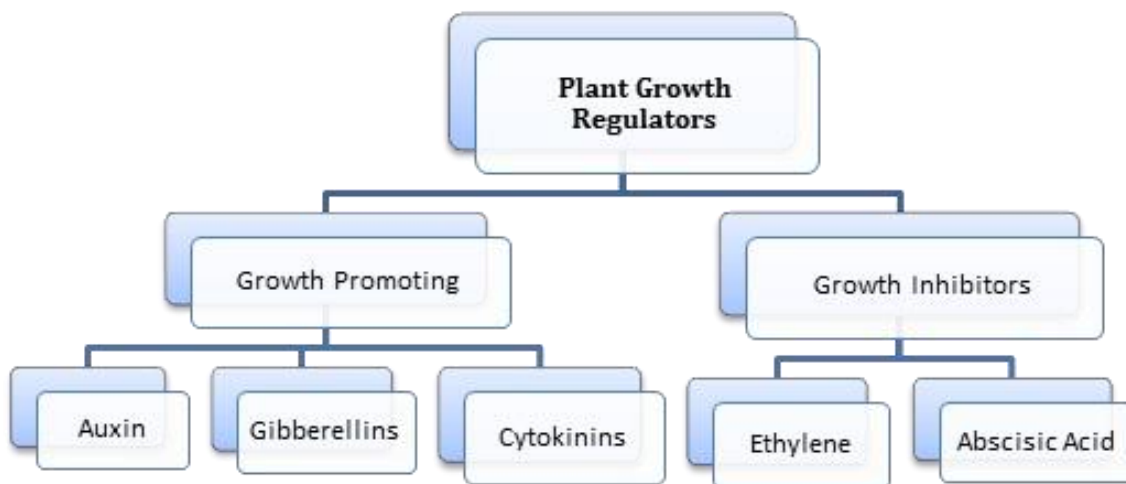 Plant Growth
Regulators
Growth Promoting
Growth Inhibitors
Auxin
Gibberellins
Cytokinins
Ethylene
Abscisic Acid